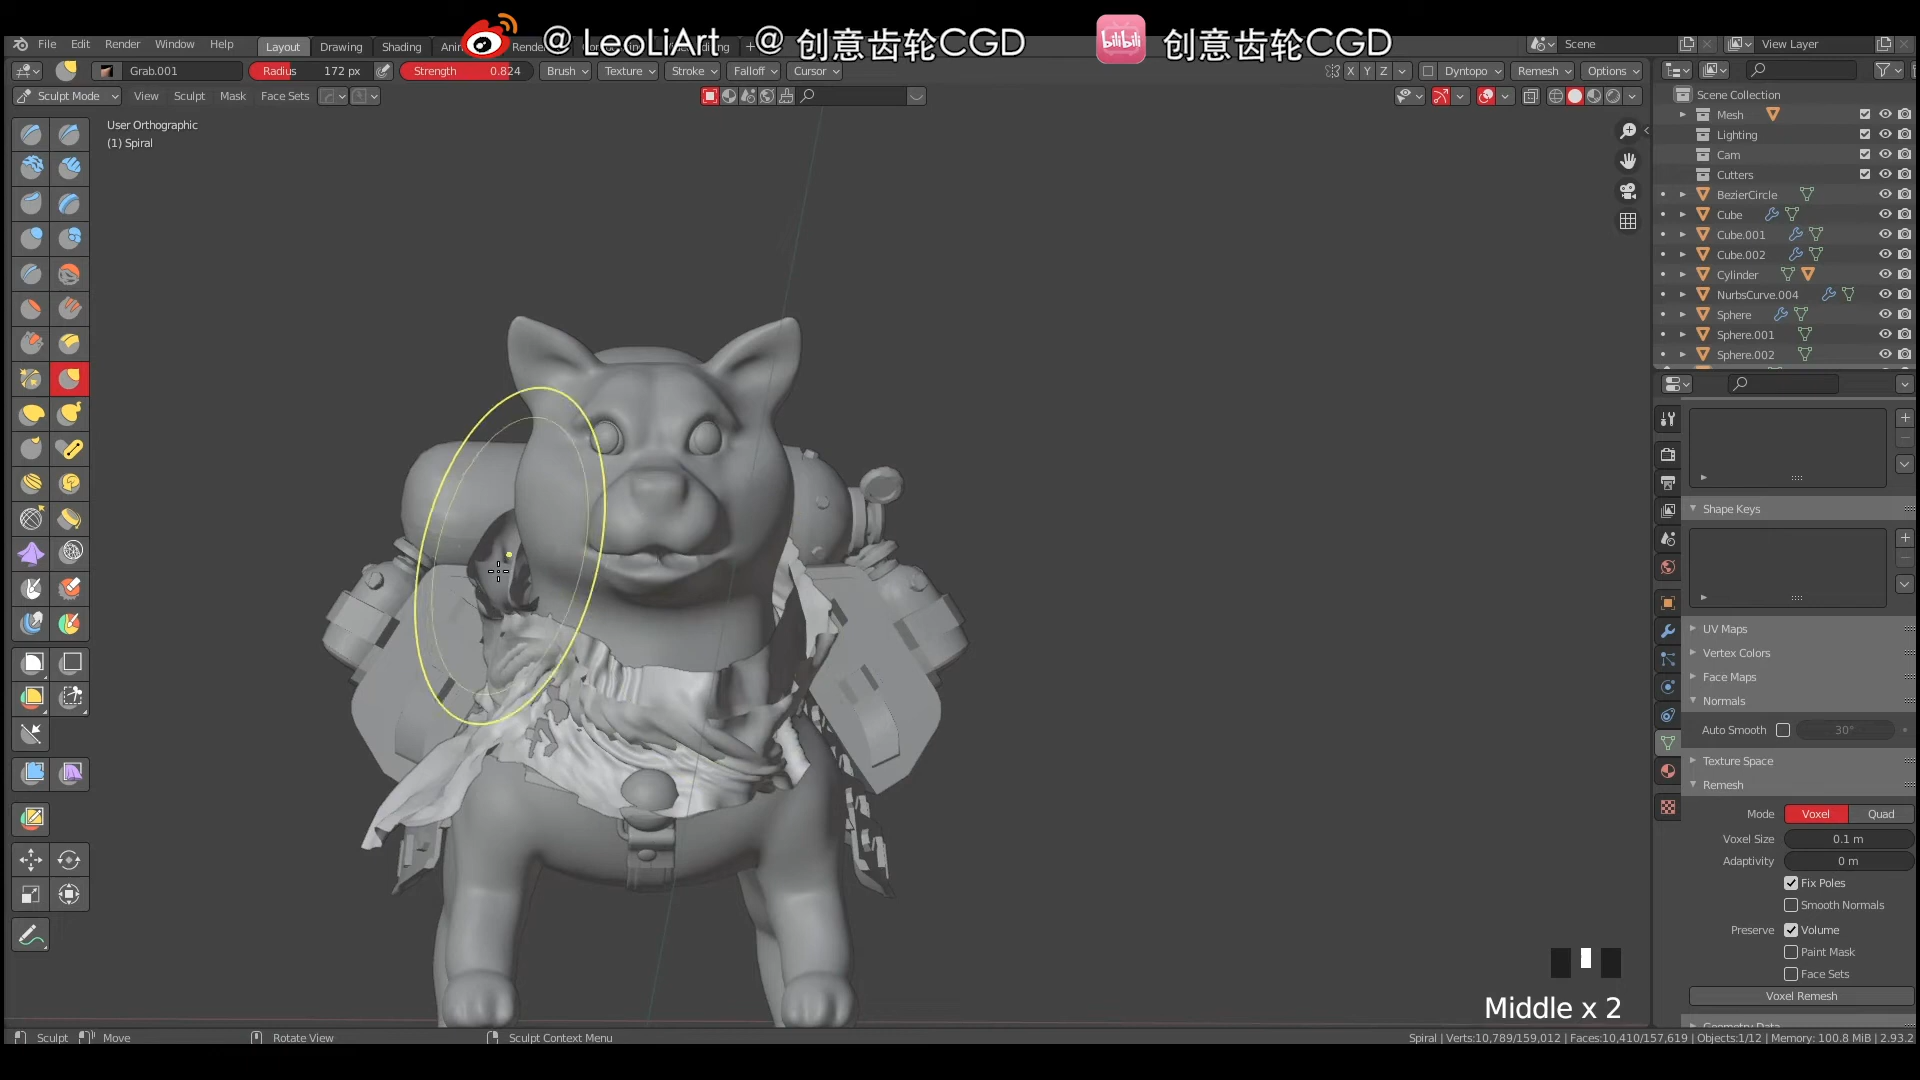 @ LeoLiArt @ 创意齿轮CGD bilibili 创意齿轮CGD
File Edit Render Window Help Layout Drawing Shading Scene View Layer
Grab.001 Radius 172 px Strength 0.824 Brush Texture Stroke Falloff Cursor X Y Z Dyntopo Remesh Options
Sculpt Mode View Sculpt Mask Face Sets
User Orthographic
(1) Spiral
Scene Collection
Mesh
Lighting
Cam
Cutters
BezierCircle
Cube
Cube.001
Cube.002
Cylinder
NurbsCurve.004
Sphere
Sphere.001
Sphere.002
Shape Keys
UV Maps
Vertex Colors
Face Maps
Normals
Auto Smooth 30°
Texture Space
Remesh
Mode Voxel Quad
Voxel Size 0.1 m
Adaptivity 0 m
Fix Poles
Smooth Normals
Preserve Volume
Paint Mask
Face Sets
Voxel Remesh
Middle x 2
Sculpt Move Rotate View Sculpt Context Menu Spiral | Verts:10,789/159,012 | Faces:10,410/157,619 | Objects:1/12 | Memory: 100.8 MiB | 2.93.2